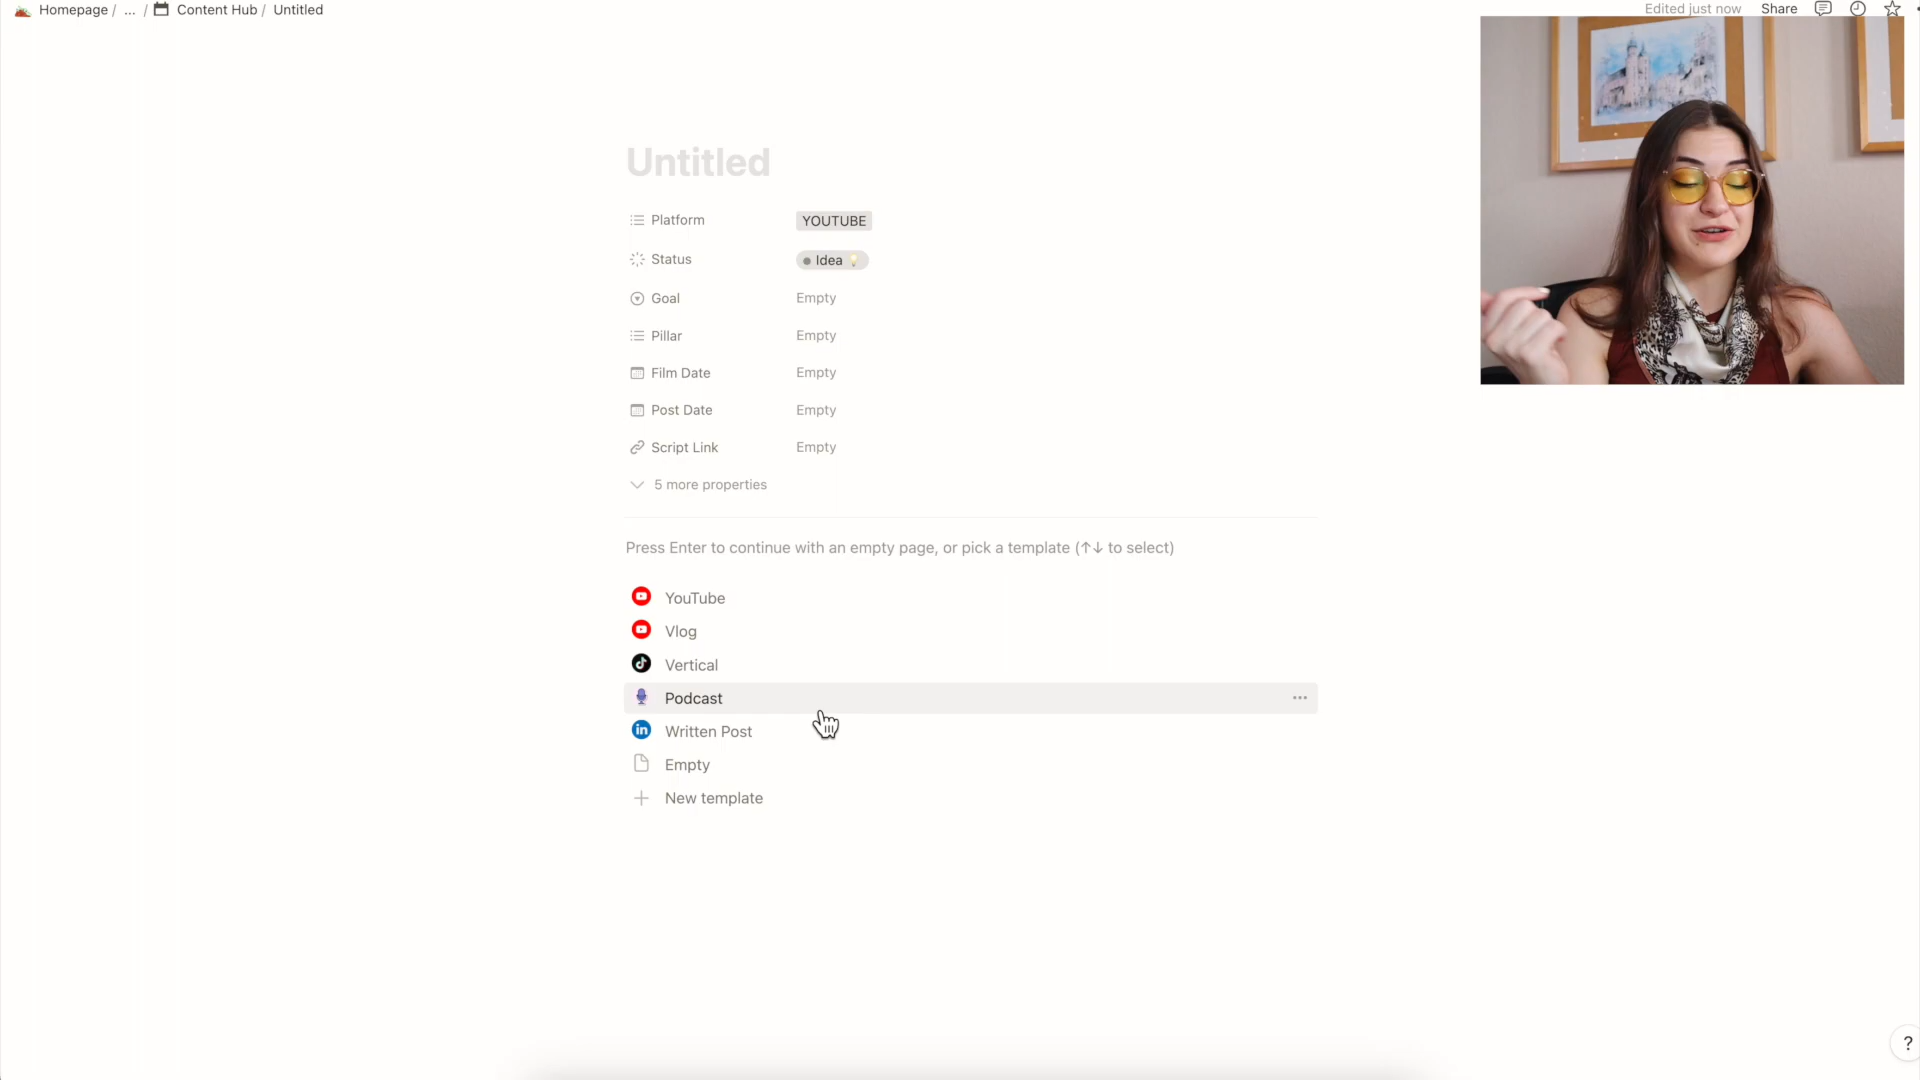 Homepage / ... / Content Hub / Untitled
Edited just now Share
Untitled
Platform YOUTUBE
Status Idea
Goal Empty
Pillar Empty
Film Date Empty
Post Date Empty
Script Link Empty
5 more properties
Press Enter to continue with an empty page, or pick a template (↑↓ to select)
YouTube
Vlog
Vertical
Podcast
in Written Post
Empty
New template
?